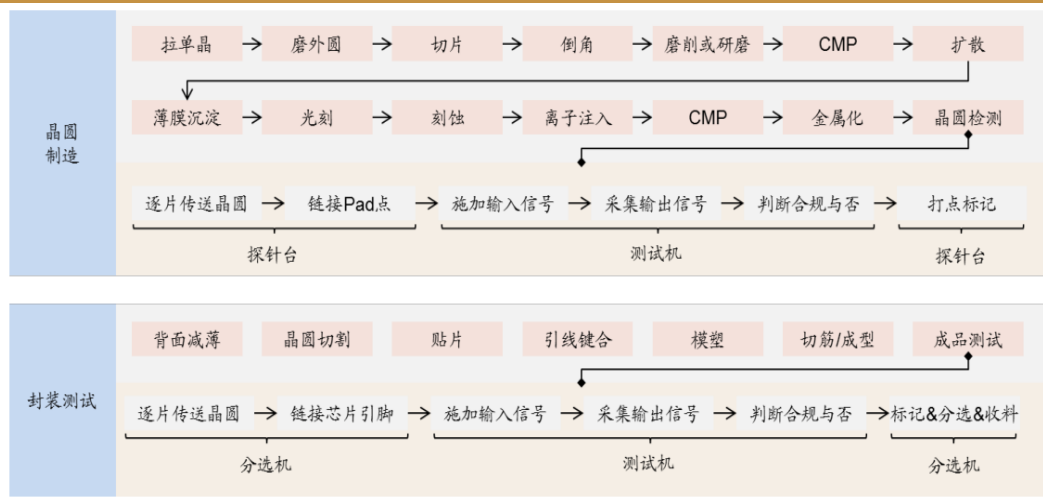 拉单晶
磨外圆
切片
倒角
磨削或研磨
CMP
扩散
薄膜沉淀
光刻
刻蚀
离子注入
CMP
金属化
晶圆检测
晶圆
制造
逐片传送晶圆
链接Pad点
施加输入信号
采集输出信号
判断合规与否
打点标记
探针台
测试机
探针台
背面减薄
晶圆切割
贴片
引线键合
模塑
切筋/成型
成品测试
封装测试
逐片传送晶圆
链接芯片引脚
施加输入信号
采集输出信号
判断合规与否
标记&分选&收料
分选机
测试机
分选机